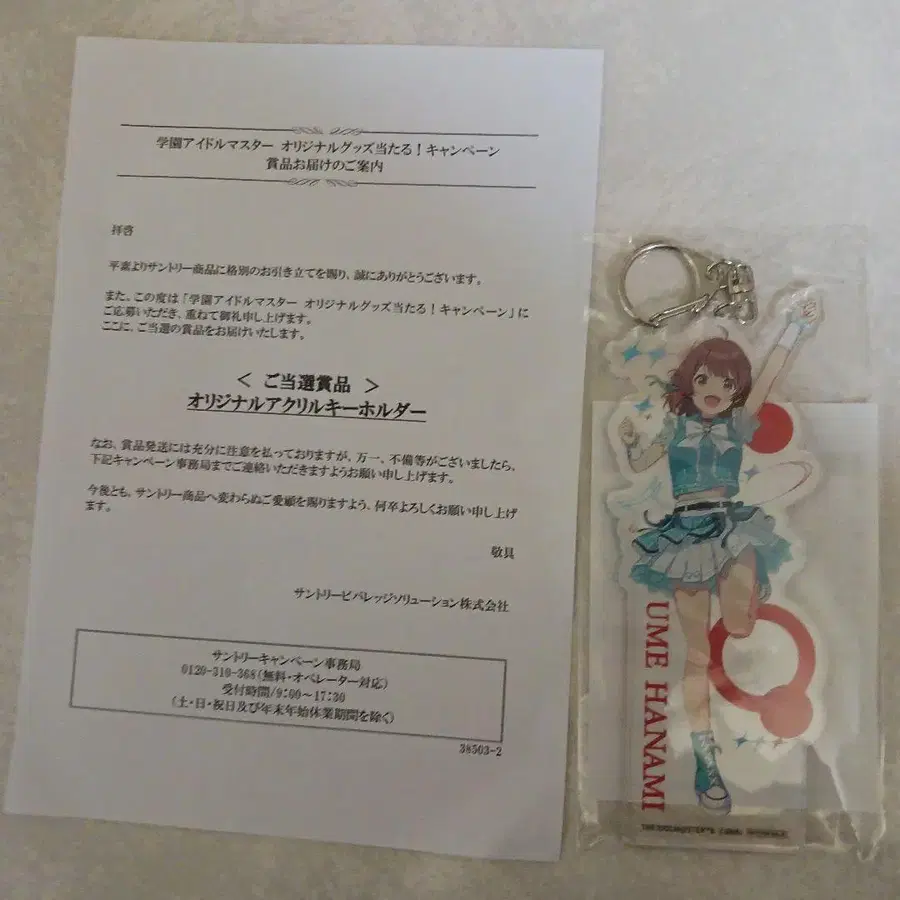 学園アイドルマスター オリジナルグッズ当たる！キャンペーン
賞品お届けのご案内
拝啓
平素よりサントリー商品に格別のお引き立てを賜り、誠にありがとうございます。
また、この度は「学園アイドルマスター オリジナルグッズ当たる！キャンペーン」に
ご応募いただき、重ねて御礼申し上げます。
ここに、ご当選の賞品をお届けいたします。
＜ ご当選賞品 ＞
オリジナルアクリルキーホルダー
なお、賞品発送には充分に注意を払っておりますが、万一、不備等がございましたら、
下記キャンペーン事務局までご連絡いただきますようお願い申し上げます。
今後とも、サントリー商品へ変わらぬご愛顧を賜りますよう、何卒よろしくお願い申し上げ
ます。
敬具
サントリービバレッジソリューション株式会社
サントリーキャンペーン事務局
0120-310-368(無料・オペレーター対応)
受付時間/9:00～17:30
(土・日・祝日及び年末年始休業期間を除く)
38503-2
UME HANAMI